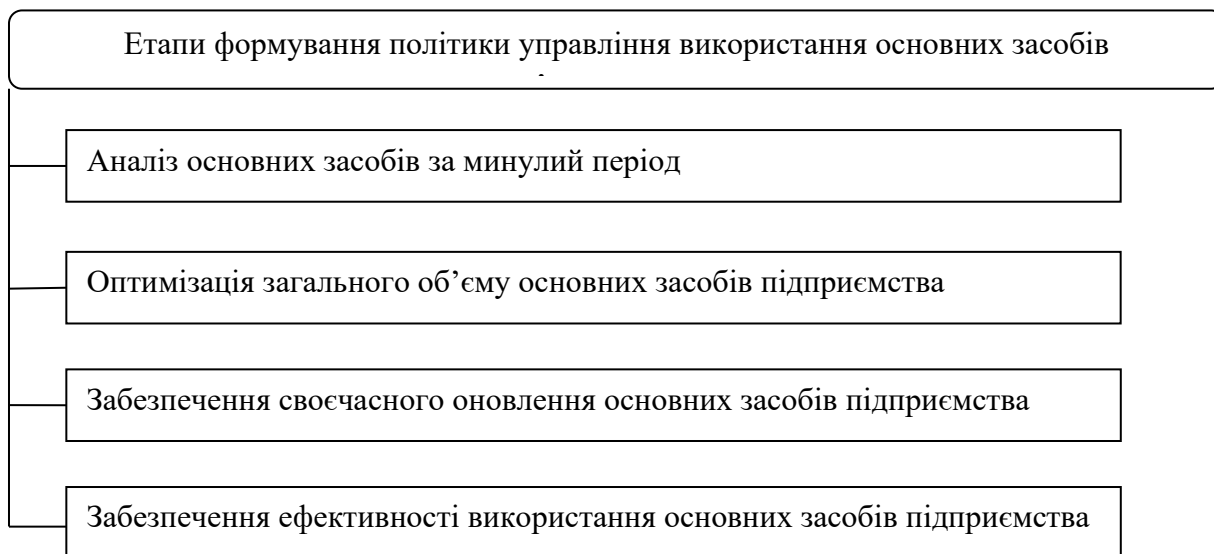 Етапи формування політики управління використання основних засобів
Аналіз основних засобів за минулий період
Оптимізація загального об’єму основних засобів підприємства
Забезпечення своєчасного оновлення основних засобів підприємства
Забезпечення ефективності використання основних засобів підприємства